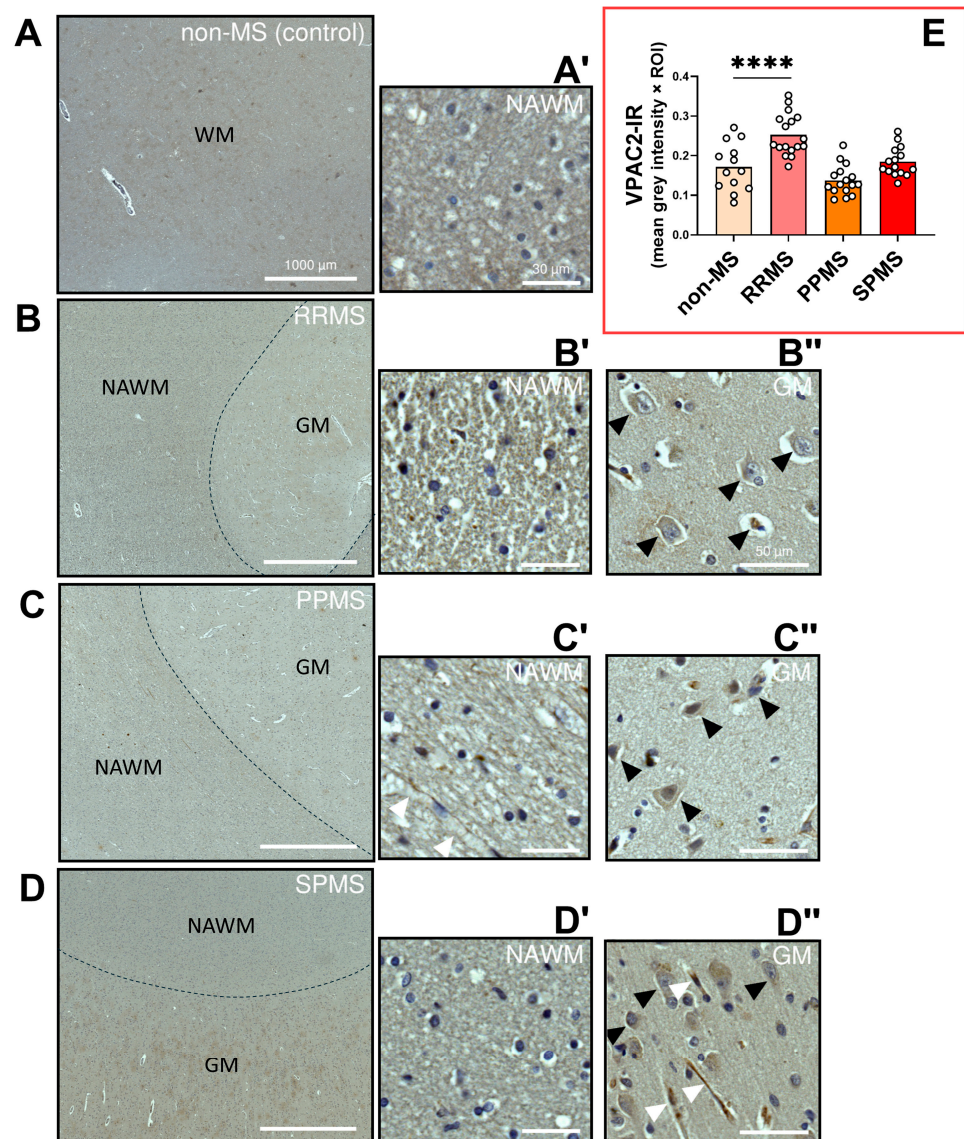 A
non-MS (control)
WM
1000 µm
A'
NAWM
30 µm
E
****
VPAC2-IR
(mean grey intensity × ROI)
0.4
0.3
0.2
0.1
0.0
non-MS
RRMS
PPMS
SPMS
B
RRMS
NAWM
GM
B'
NAWM
B"
GM
50 µm
C
PPMS
GM
NAWM
C'
NAWM
C"
GM
D
SPMS
NAWM
GM
D'
NAWM
D"
GM